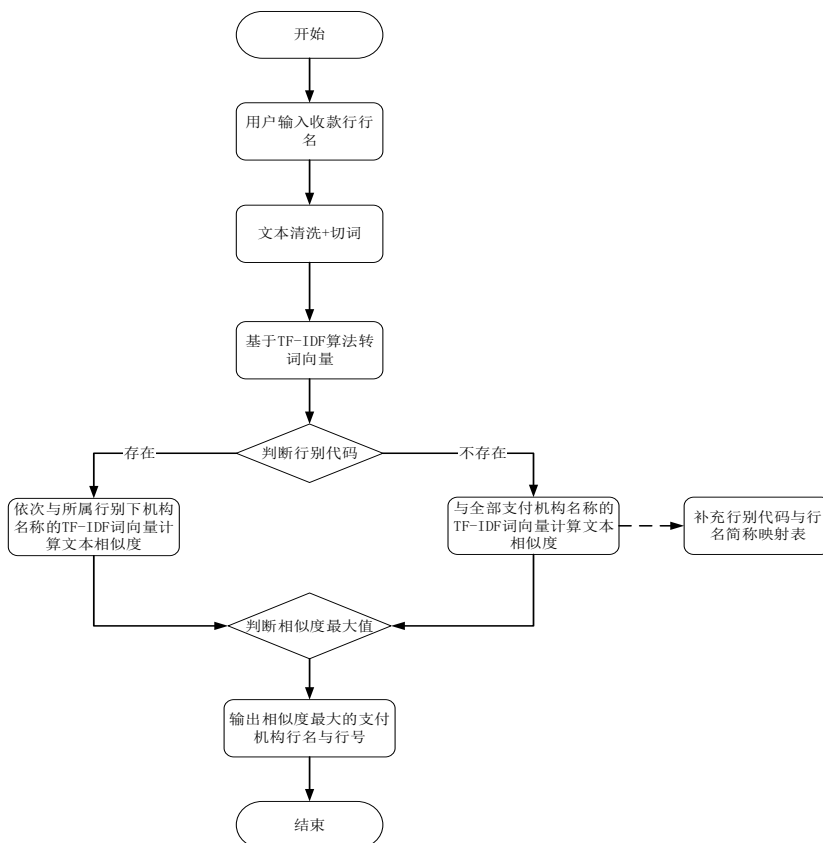 开始
用户输入收款行行
名
文本清洗+切词
基于TF-IDF算法转
词向量
判断行别代码
存在
不存在
依次与所属行别下机构
名称的TF-IDF词向量计
算文本相似度
与全部支付机构名称的
TF-IDF词向量计算文本
相似度
补充行别代码与行
名简称映射表
判断相似度最大值
输出相似度最大的支付
机构行名与行号
结束